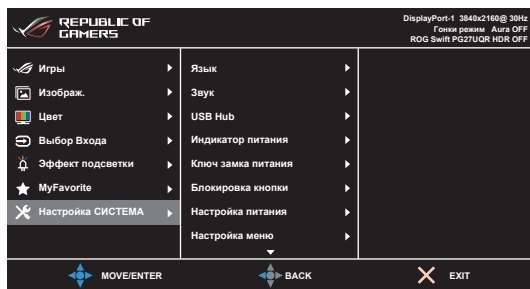 REPUBLIC OF
GAMERS
DisplayPort-1 3840x2160@ 30Hz
Гонки режим Aura OFF
ROG Swift PG27UQR HDR OFF
Игры
Изображ.
Цвет
Выбор Входа
Эффект подсветки
MyFavorite
Настройка СИСТЕМА
Язык
Звук
USB Hub
Индикатор питания
Ключ замка питания
Блокировка кнопки
Настройка питания
Настройка меню
MOVE/ENTER
BACK
EXIT